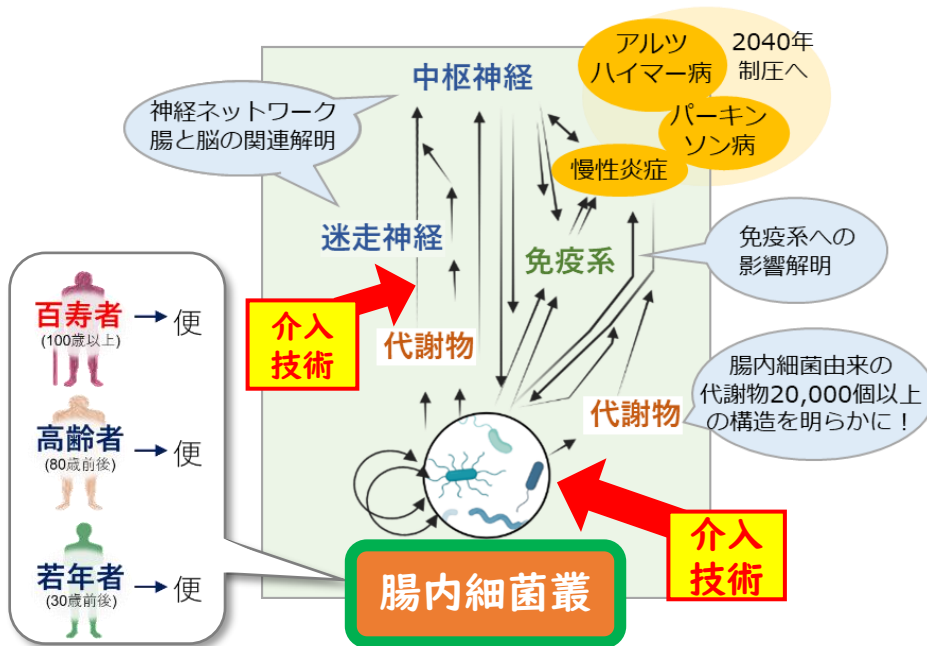 アルツ
ハイマー病
2040年
制圧へ
中枢神経
パーキン
ソン病
神経ネットワーク
腸と脳の関連解明
慢性炎症
迷走神経
免疫系
免疫系への
影響解明
百寿者
(100歳以上)
便
介入
技術
代謝物
腸内細菌由来の
代謝物20,000個以上
の構造を明らかに！
代謝物
高齢者
(80歳前後)
便
介入
技術
若年者
(30歳前後)
便
腸内細菌叢